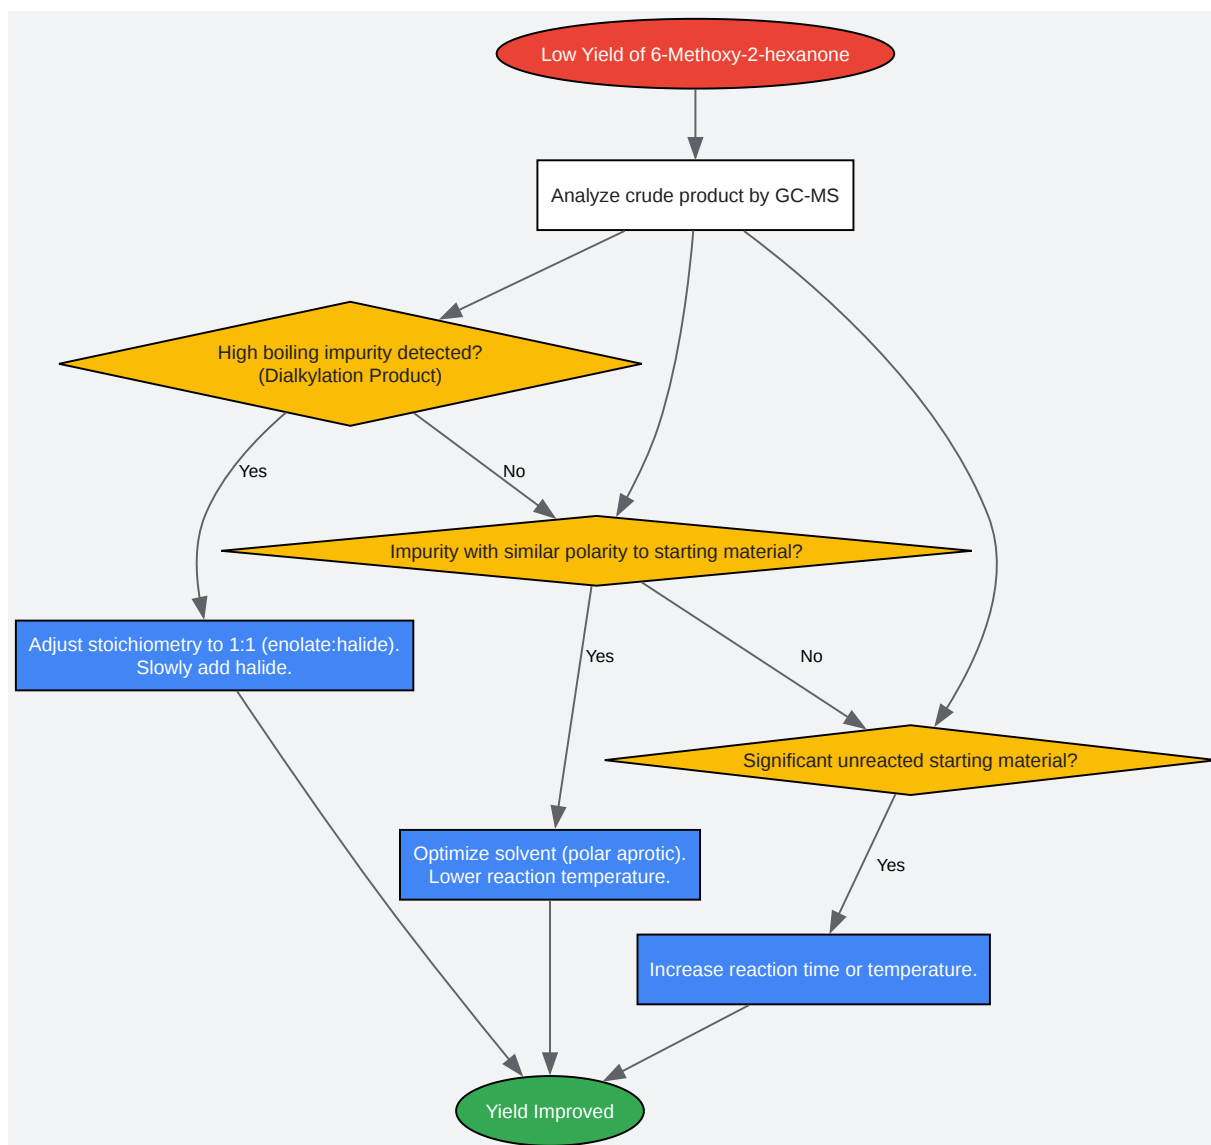 Low Yield of 6-Methoxy-2-hexanone
Analyze crude product by GC-MS
High boiling impurity detected?
(Dialkylation Product)
Yes
No
Impurity with similar polarity to starting material?
Adjust stoichiometry to 1:1 (enolate:halide).
Slowly add halide.
Yes
No
Significant unreacted starting material?
Optimize solvent (polar aprotic).
Lower reaction temperature.
Yes
Increase reaction time or temperature.
Yield Improved